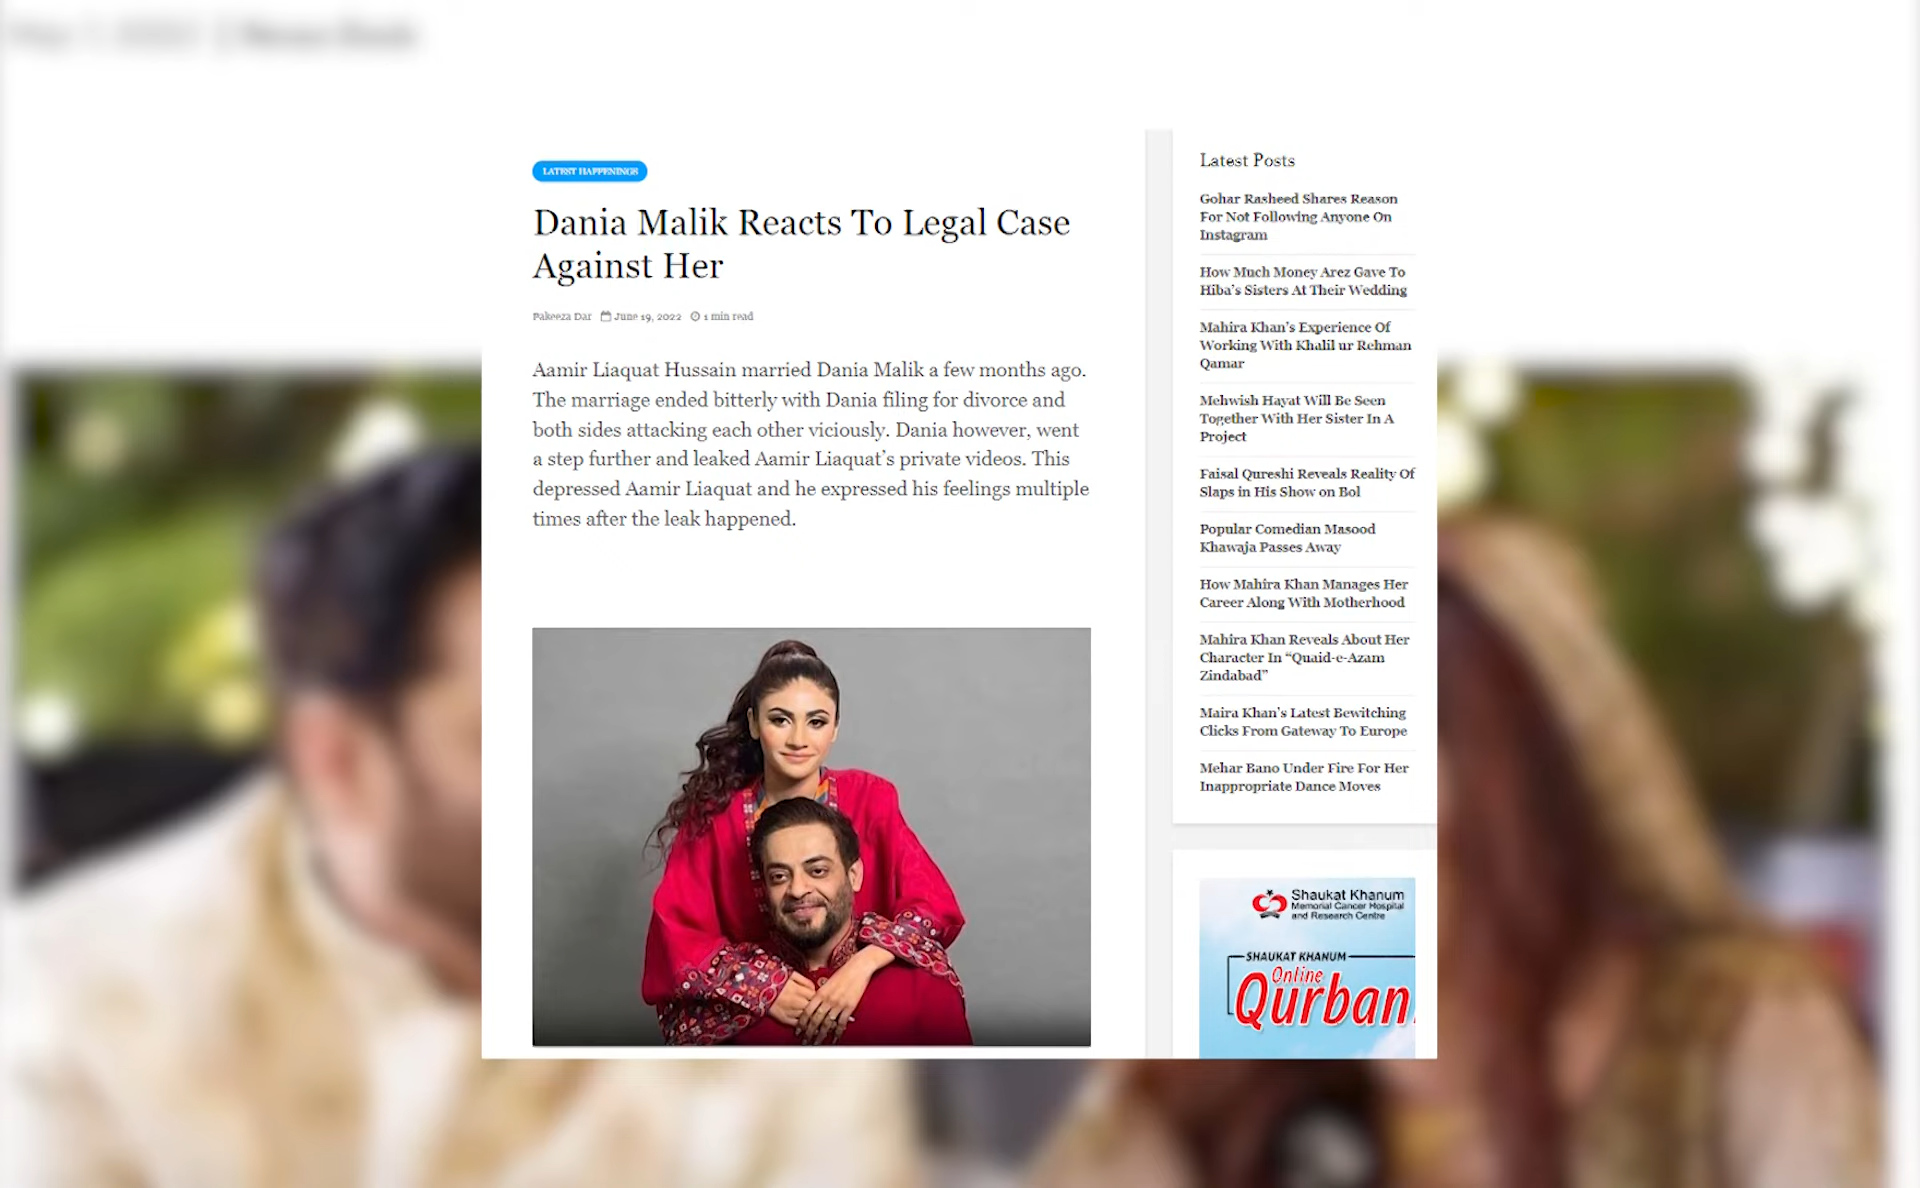 LATEST HAPPENINGS
Dania Malik Reacts To Legal Case
Against Her
Pakeeza Dar June 19, 2022 1 min read
Aamir Liaquat Hussain married Dania Malik a few months ago.
The marriage ended bitterly with Dania filing for divorce and
both sides attacking each other viciously. Dania however, went
a step further and leaked Aamir Liaquat’s private videos. This
depressed Aamir Liaquat and he expressed his feelings multiple
times after the leak happened.
Latest Posts
Gohar Rasheed Shares Reason
For Not Following Anyone On
Instagram
How Much Money Arez Gave To
Hiba’s Sisters At Their Wedding
Mahira Khan’s Experience Of
Working With Khalil ur Rehman
Qamar
Mehwish Hayat Will Be Seen
Together With Her Sister In A
Project
Faisal Qureshi Reveals Reality Of
Slaps in His Show on Bol
Popular Comedian Masood
Khawaja Passes Away
How Mahira Khan Manages Her
Career Along With Motherhood
Mahira Khan Reveals About Her
Character In “Quaid-e-Azam
Zindabad”
Maira Khan’s Latest Bewitching
Clicks From Gateway To Europe
Mehar Bano Under Fire For Her
Inappropriate Dance Moves
Shaukat Khanum
Memorial Cancer Hospital
and Research Centre
SHAUKAT KHANUM
Online
Qurban